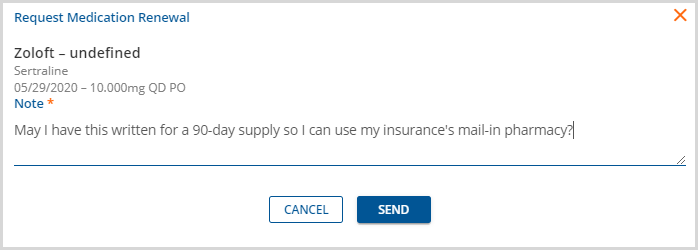 Request Medication Renewal
Zoloft – undefined
Sertraline
05/29/2020 – 10.000mg QD PO
Note *
May I have this written for a 90-day supply so I can use my insurance's mail-in pharmacy?
CANCEL SEND